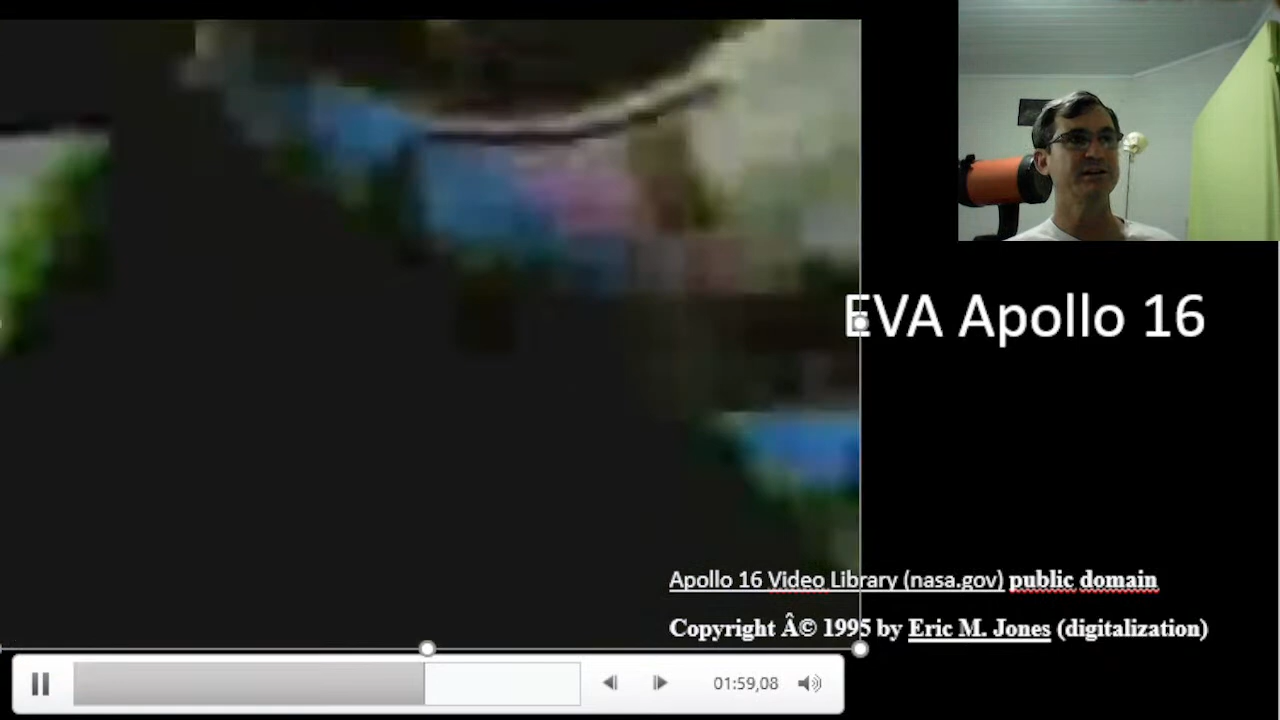 EVA Apollo 16
Apollo 16 Video Library (nasa.gov) public domain
Copyright Â© 1995 by Eric M. Jones (digitalization)
01:59,08